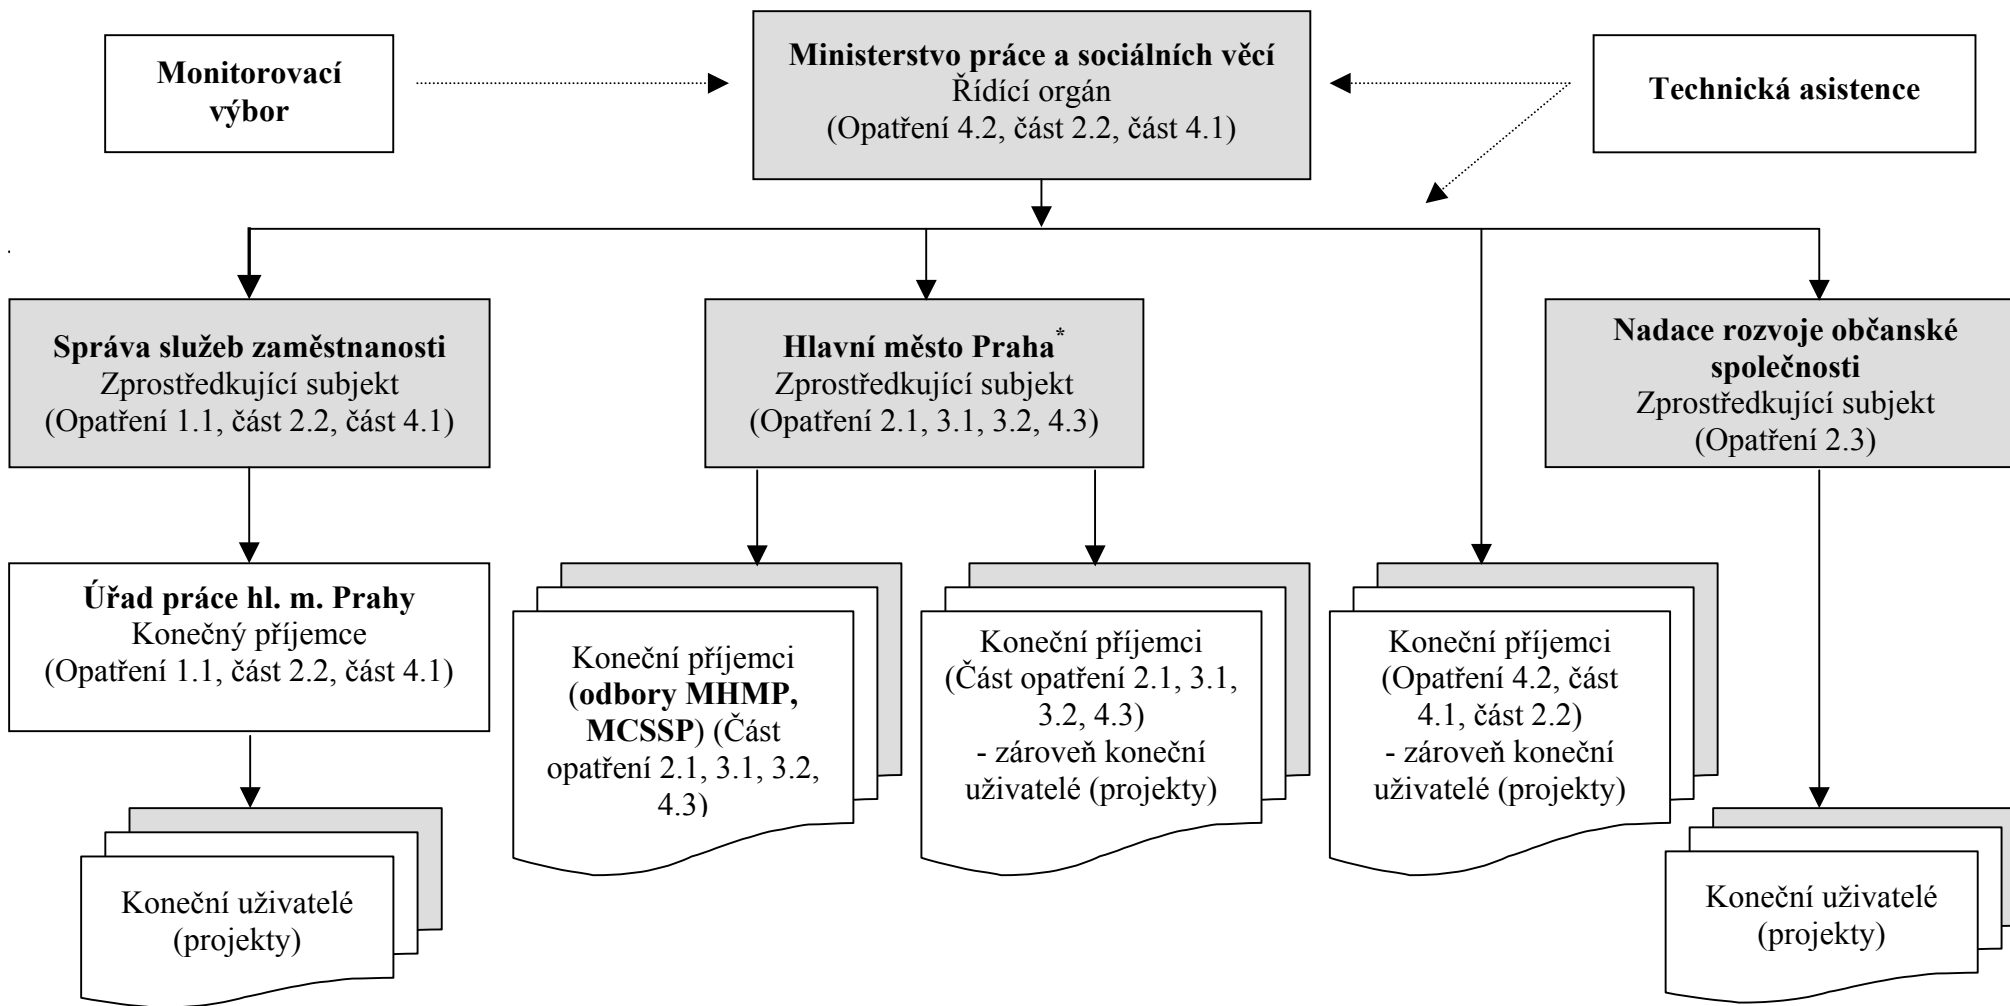 Monitorovací
výbor
Ministerstvo práce a sociálních věcí
Řídící orgán
(Opatření 4.2, část 2.2, část 4.1)
Technická asistence
Správa služeb zaměstnanosti
Zprostředkující subjekt
(Opatření 1.1, část 2.2, část 4.1)
Hlavní město Praha*
Zprostředkující subjekt
(Opatření 2.1, 3.1, 3.2, 4.3)
Nadace rozvoje občanské
společnosti
Zprostředkující subjekt
(Opatření 2.3)
Úřad práce hl. m. Prahy
Konečný příjemce
(Opatření 1.1, část 2.2, část 4.1)
Koneční příjemci
(odbory MHMP,
MCSSP) (Část
opatření 2.1, 3.1, 3.2,
4.3)
Koneční příjemci
(Část opatření 2.1, 3.1,
3.2, 4.3)
- zároveň koneční
uživatelé (projekty)
Koneční příjemci
(Opatření 4.2, část
4.1, část 2.2)
- zároveň koneční
uživatelé (projekty)
Koneční uživatelé
(projekty)
Koneční uživatelé
(projekty)